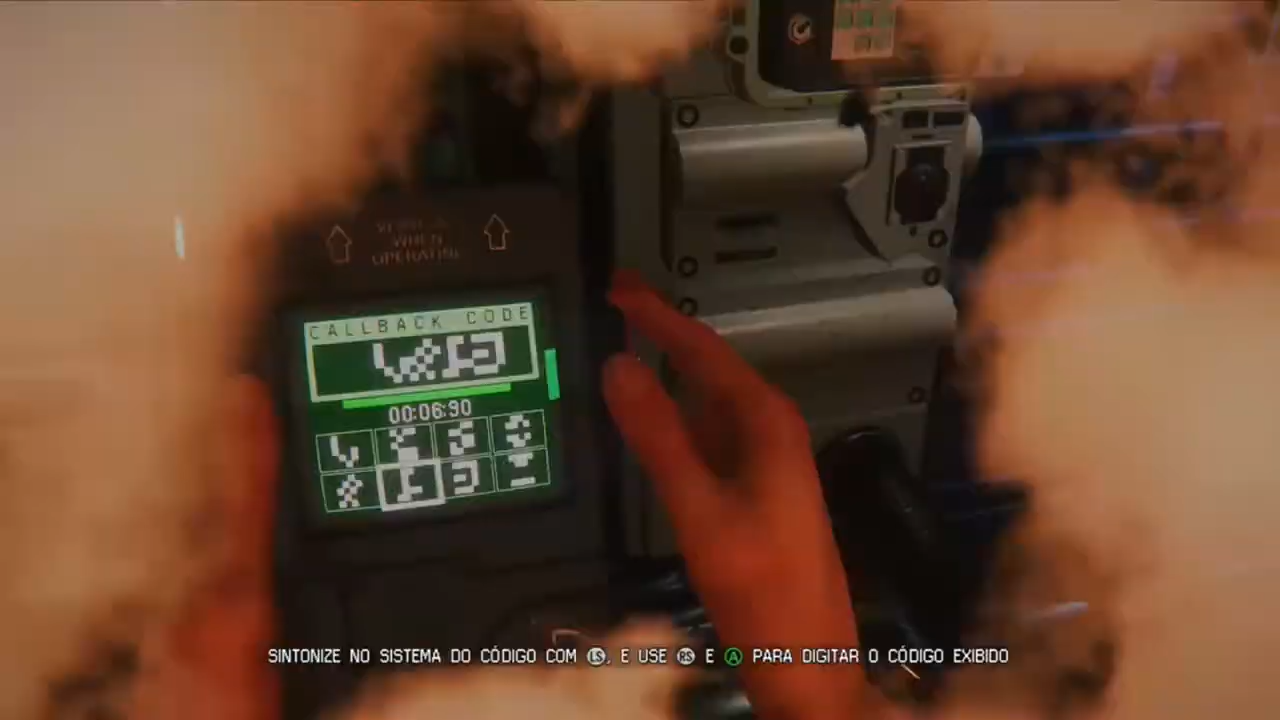 WHEN
OPERATING
CALLBACK CODE
00:06:90
SINTONIZE NO SISTEMA DO CÓDIGO COM LS, E USE RS E A PARA DIGITAR O CÓDIGO EXIBIDO